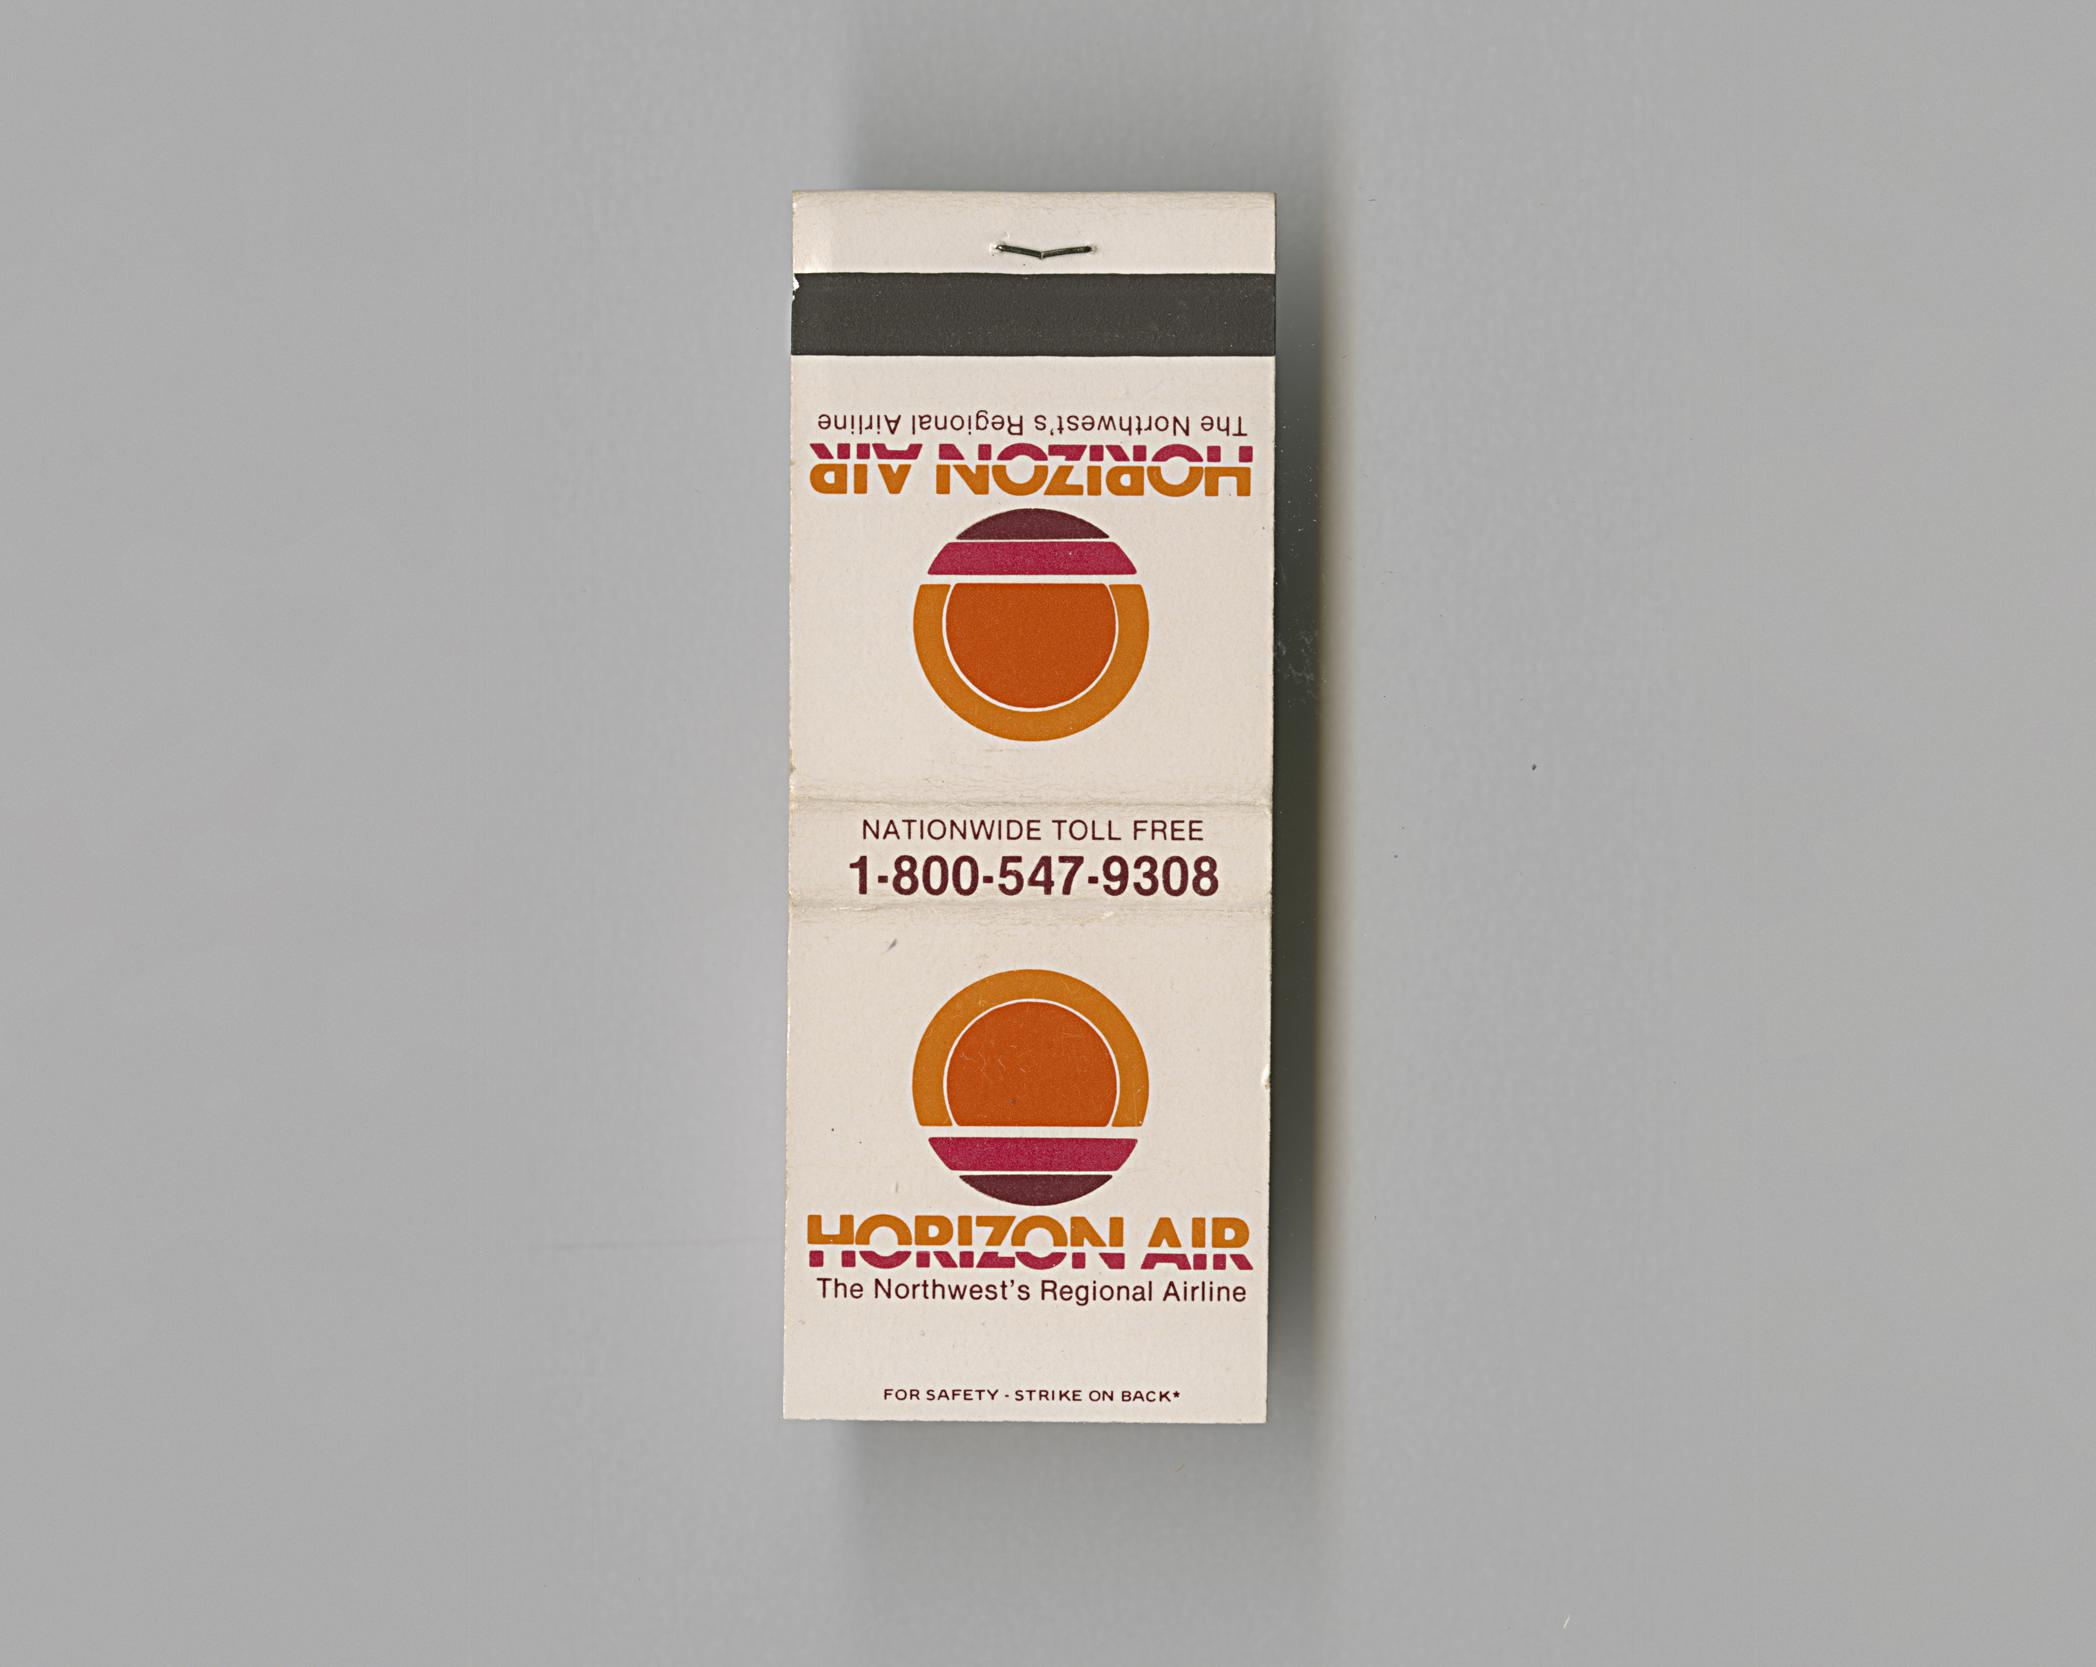 The Northwest's Regional Airline
HORIZON AIR
NATIONWIDE TOLL FREE
1-800-547-9308
HORIZON AIR
The Northwest's Regional Airline
FOR SAFETY - STRIKE ON BACK*